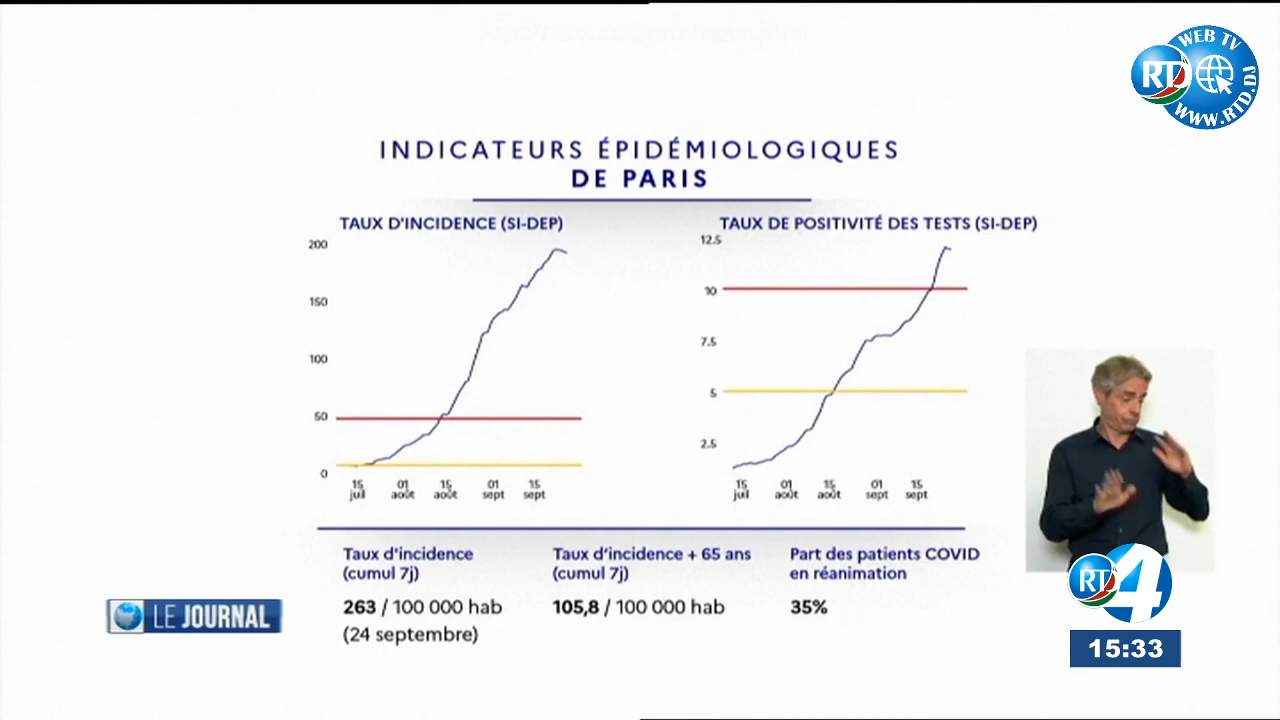 WEB TV
RTD
WWW.RTD.DJ
INDICATEURS ÉPIDÉMIOLOGIQUES
DE PARIS
TAUX D'INCIDENCE (SI-DEP)
200
150
100
50
0
15 juil
01 août
15 août
01 sept
15 sept
TAUX DE POSITIVITÉ DES TESTS (SI-DEP)
12.5
10
7.5
5
2.5
15 juil
01 août
15 août
01 sept
15 sept
Taux d'incidence
(cumul 7j)
263 / 100 000 hab
(24 septembre)
Taux d'incidence + 65 ans
(cumul 7j)
105,8 / 100 000 hab
Part des patients COVID
en réanimation
35%
LE JOURNAL
RTD 4
15:33